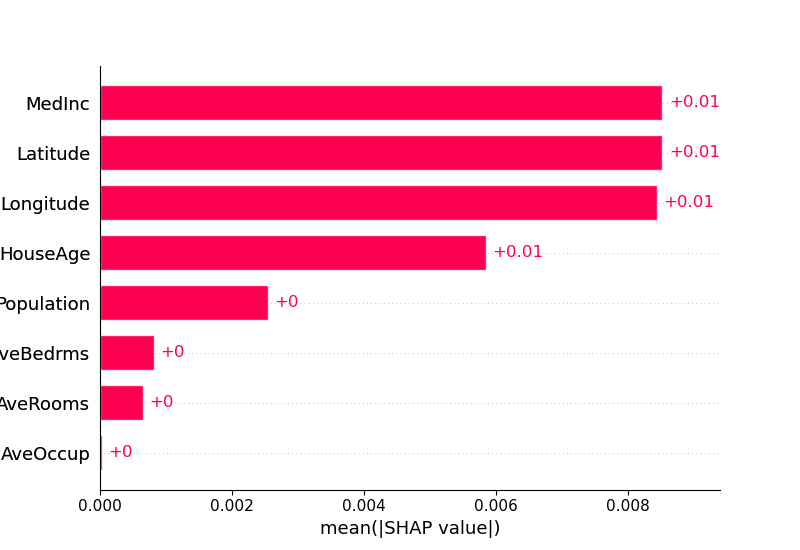 MedInc
+0.01
Latitude
+0.01
Longitude
+0.01
HouseAge
+0.01
Population
+0
veBedrms
+0
AveRooms
+0
AveOccup
+0
0.000 0.002 0.004 0.006 0.008
mean(|SHAP value|)